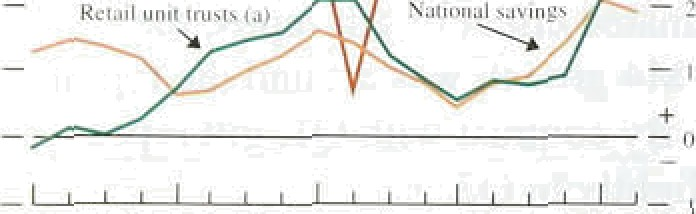 Retail unit trusts (a)
National savings
2
1
+
0
–